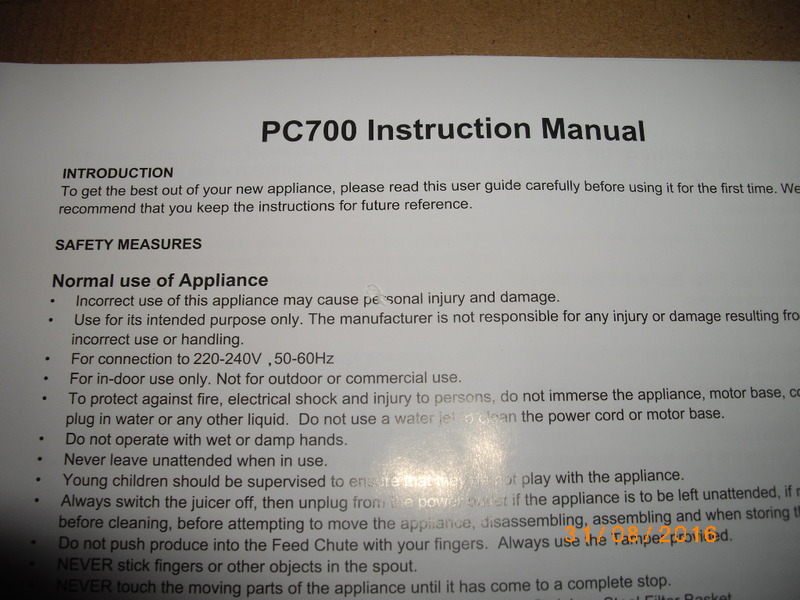 PC700 Instruction Manual
INTRODUCTION
To get the best out of your new appliance, please read this user guide carefully before using it for the first time. We
recommend that you keep the instructions for future reference.
SAFETY MEASURES
Normal use of Appliance
• Incorrect use of this appliance may cause personal injury and damage.
• Use for its intended purpose only. The manufacturer is not responsible for any injury or damage resulting fro
incorrect use or handling.
• For connection to 220-240V , 50-60Hz
• For in-door use only. Not for outdoor or commercial use.
• To protect against fire, electrical shock and injury to persons, do not immerse the appliance, motor base, co
plug in water or any other liquid. Do not use a water jet to clean the power cord or motor base.
• Do not operate with wet or damp hands.
• Never leave unattended when in use.
• Young children should be supervised to ensure that they do not play with the appliance.
• Always switch the juicer off, then unplug from the power outlet if the appliance is to be left unattended, if
before cleaning, before attempting to move the appliance, disassembling, assembling and when storing
• Do not push produce into the Feed Chute with your fingers. Always use the Tamper provided.
31/08/2016
• NEVER stick fingers or other objects in the spout.
• NEVER touch the moving parts of the appliance until it has come to a complete stop.
Steel Filter Basket